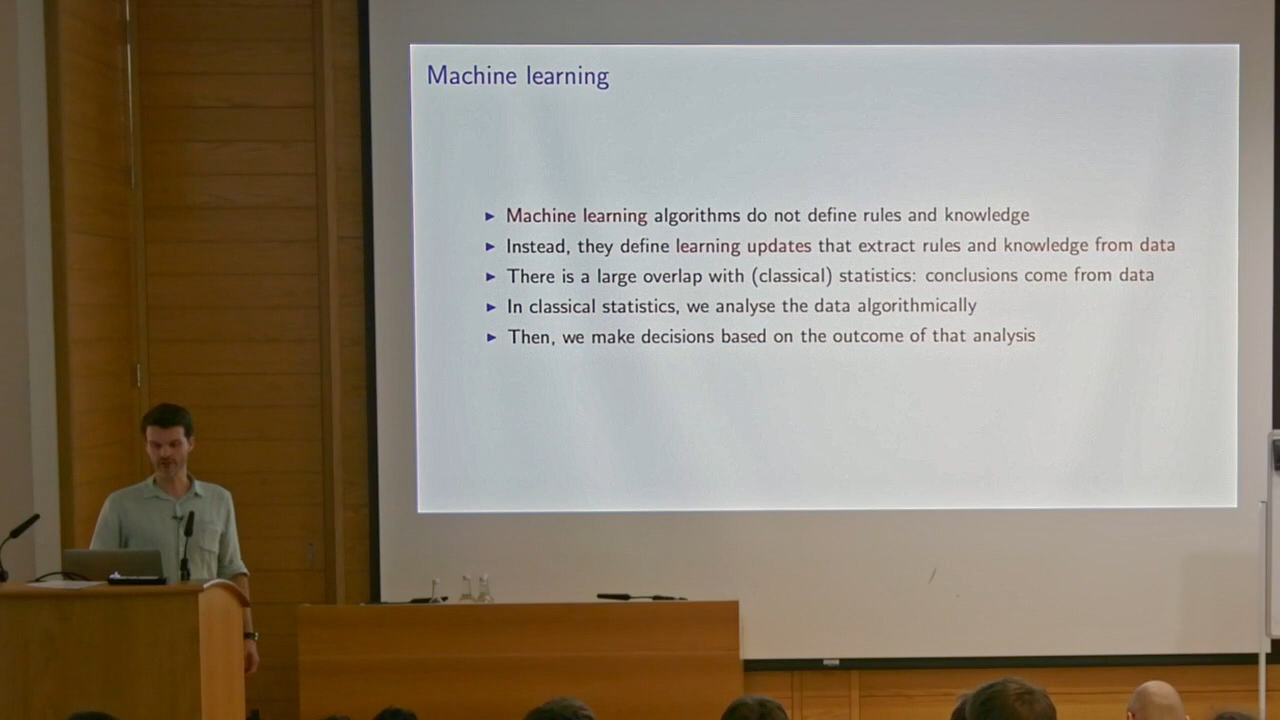 Machine learning
▶ Machine learning algorithms do not define rules and knowledge
▶ Instead, they define learning updates that extract rules and knowledge from data
▶ There is a large overlap with (classical) statistics: conclusions come from data
▶ In classical statistics, we analyse the data algorithmically
▶ Then, we make decisions based on the outcome of that analysis